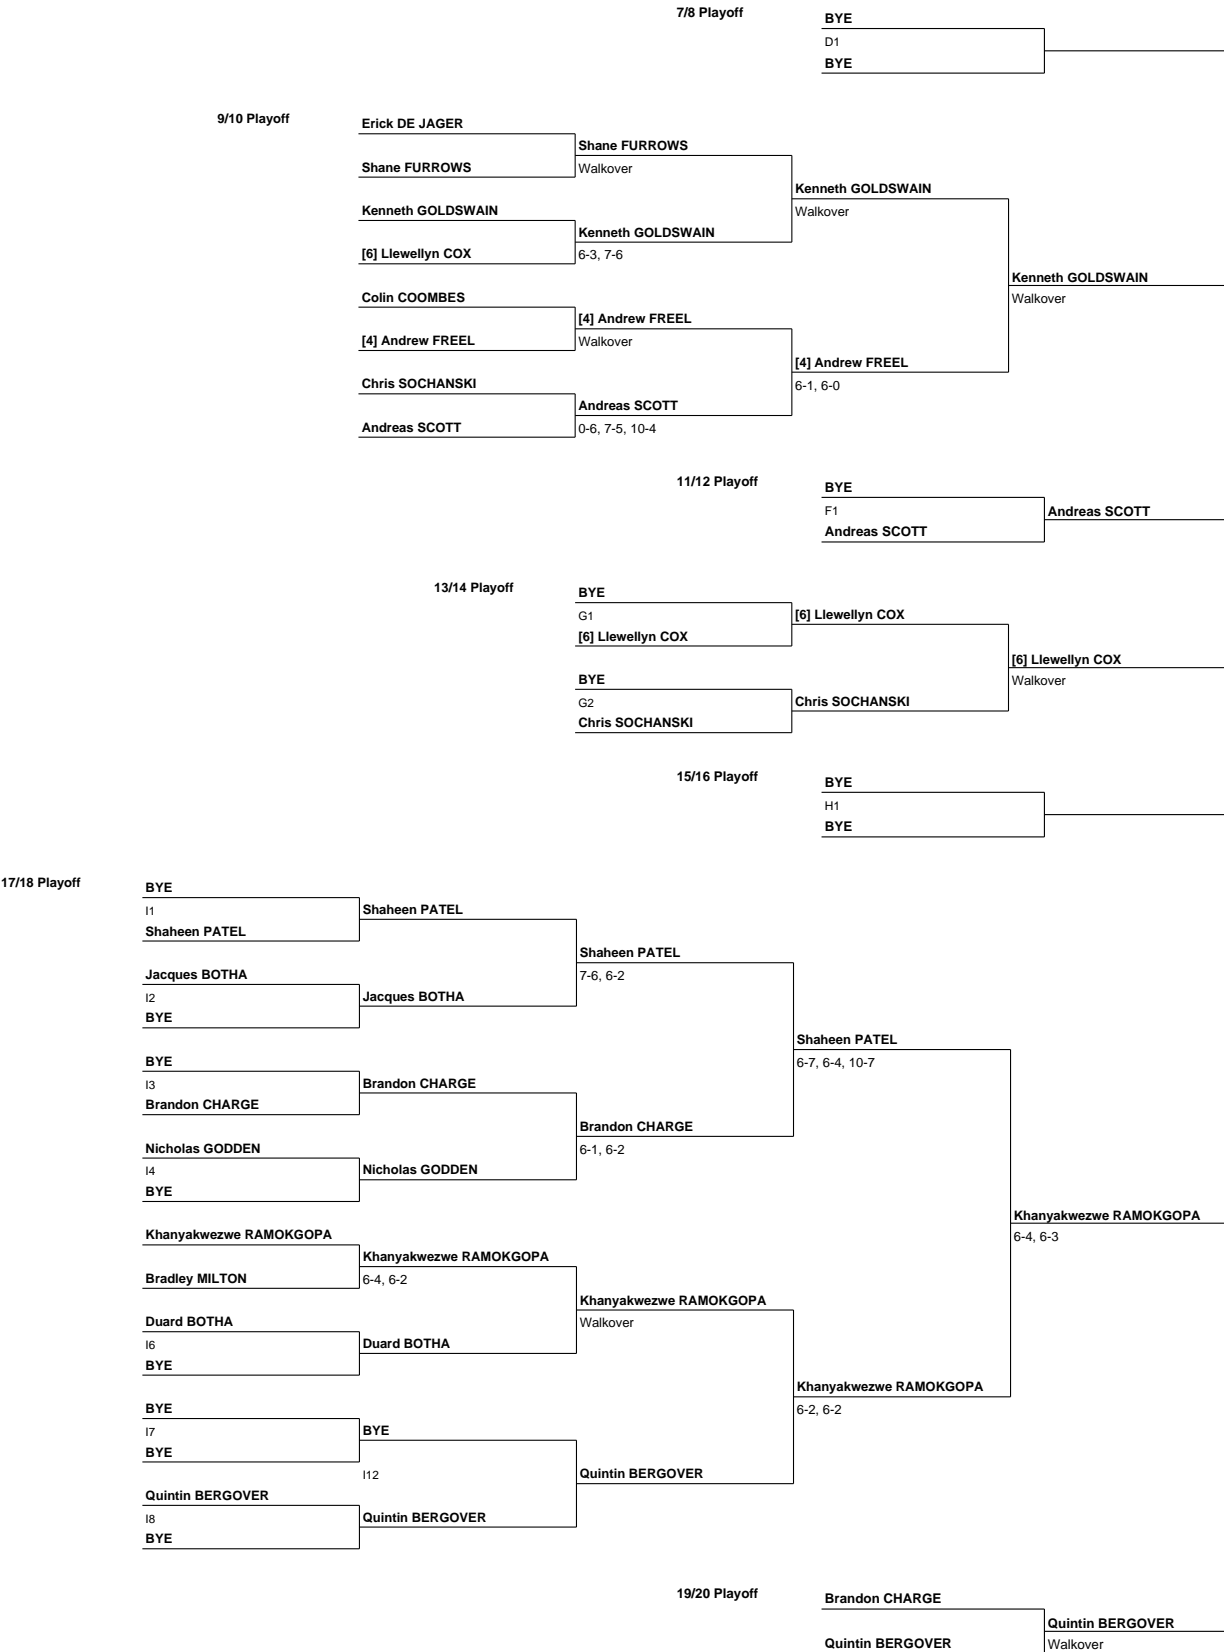 7/8 Playoff
BYE
D1
BYE
9/10 Playoff
Erick DE JAGER
Shane FURROWS
Shane FURROWS
Walkover
Kenneth GOLDSWAIN
Walkover
Kenneth GOLDSWAIN
Kenneth GOLDSWAIN
[6] Llewellyn COX
6-3, 7-6
Kenneth GOLDSWAIN
Walkover
Colin COOMBES
[4] Andrew FREEL
[4] Andrew FREEL
Walkover
[4] Andrew FREEL
6-1, 6-0
Chris SOCHANSKI
Andreas SCOTT
Andreas SCOTT
0-6, 7-5, 10-4
11/12 Playoff
BYE
F1
Andreas SCOTT
Andreas SCOTT
13/14 Playoff
BYE
G1
[6] Llewellyn COX
[6] Llewellyn COX
[6] Llewellyn COX
Walkover
BYE
G2
Chris SOCHANSKI
Chris SOCHANSKI
15/16 Playoff
BYE
H1
BYE
17/18 Playoff
BYE
I1
Shaheen PATEL
Shaheen PATEL
Shaheen PATEL
7-6, 6-2
Jacques BOTHA
I2
Jacques BOTHA
BYE
Shaheen PATEL
6-7, 6-4, 10-7
BYE
I3
Brandon CHARGE
Brandon CHARGE
Brandon CHARGE
6-1, 6-2
Nicholas GODDEN
I4
Nicholas GODDEN
BYE
Khanyakwezwe RAMOKGOPA
6-4, 6-3
Khanyakwezwe RAMOKGOPA
Khanyakwezwe RAMOKGOPA
Bradley MILTON
6-4, 6-2
Khanyakwezwe RAMOKGOPA
Walkover
Duard BOTHA
I6
Duard BOTHA
BYE
Khanyakwezwe RAMOKGOPA
6-2, 6-2
BYE
I7
BYE
BYE
I12
Quintin BERGOVER
Quintin BERGOVER
I8
Quintin BERGOVER
BYE
19/20 Playoff
Brandon CHARGE
Quintin BERGOVER
Quintin BERGOVER
Walkover